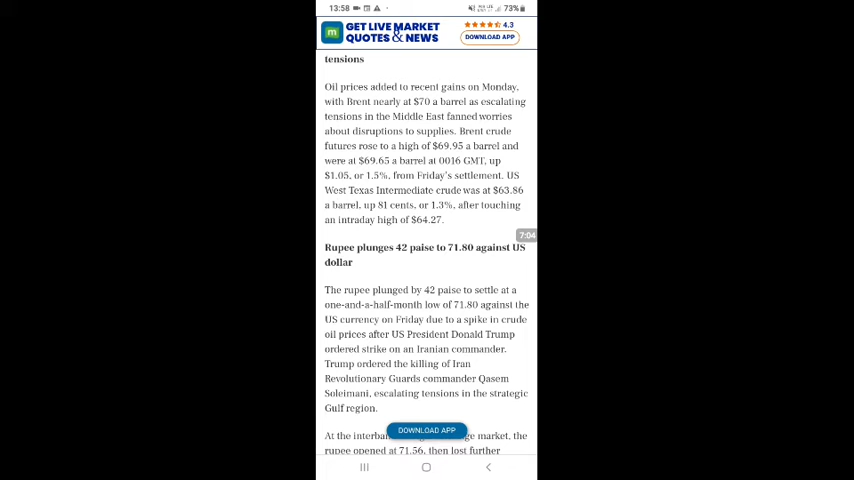 13:58
73%
GET LIVE MARKET
QUOTES & NEWS
4.3
DOWNLOAD APP
tensions
Oil prices added to recent gains on Monday,
with Brent nearly at $70 a barrel as escalating
tensions in the Middle East fanned worries
about disruptions to supplies. Brent crude
futures rose to a high of $69.95 a barrel and
were at $69.65 a barrel at 0016 GMT, up
$1.05, or 1.5%, from Friday's settlement. US
West Texas Intermediate crude was at $63.86
a barrel, up 81 cents, or 1.3%, after touching
an intraday high of $64.27.
7:04
Rupee plunges 42 paise to 71.80 against US
dollar
The rupee plunged by 42 paise to settle at a
one-and-a-half-month low of 71.80 against the
US currency on Friday due to a spike in crude
oil prices after US President Donald Trump
ordered strike on an Iranian commander.
Trump ordered the killing of Iran
Revolutionary Guards commander Qasem
Soleimani, escalating tensions in the strategic
Gulf region.
DOWNLOAD APP
At the interban ge market, the
rupee opened at 71.56, then lost further